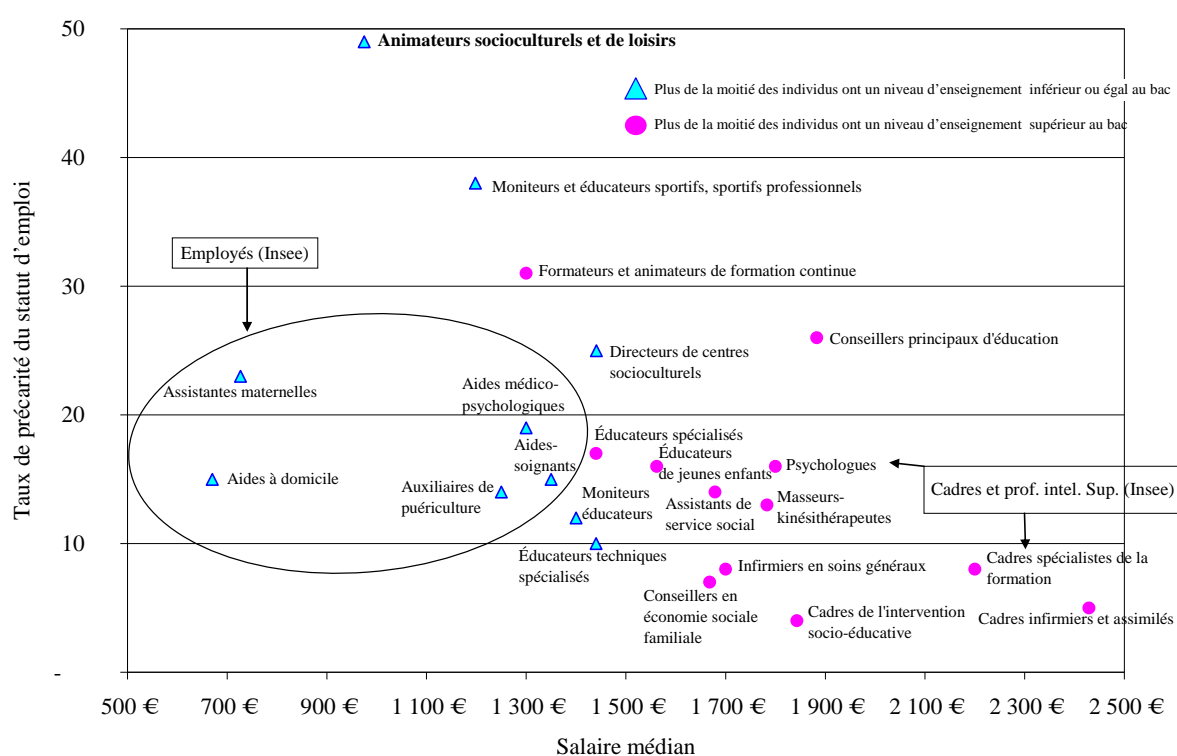 50
Animateurs socioculturels et de loisirs
Plus de la moitié des individus ont un niveau d’enseignement inférieur ou égal au bac
Plus de la moitié des individus ont un niveau d’enseignement supérieur au bac
40
Moniteurs et éducateurs sportifs, sportifs professionnels
Taux de précarité du statut d’emploi
Employés (Insee)
Formateurs et animateurs de formation continue
30
Conseillers principaux d'éducation
Directeurs de centres
socioculturels
Assistantes maternelles
Aides médico-
psychologiques
20
Aides-
soignants
Éducateurs spécialisés
Éducateurs
de jeunes enfants
Psychologues
Cadres et prof. intel. Sup. (Insee)
Aides à domicile
Auxiliaires de
puériculture
Moniteurs
éducateurs
Assistants de
service social
Masseurs-
kinésithérapeutes
10
Éducateurs techniques
spécialisés
Infirmiers en soins généraux
Cadres spécialistes de la
formation
Conseillers en
économie sociale
familiale
Cadres de l'intervention
socio-éducative
Cadres infirmiers et assimilés
-
500 € 700 € 900 € 1 100 € 1 300 € 1 500 € 1 700 € 1 900 € 2 100 € 2 300 € 2 500 €
Salaire médian